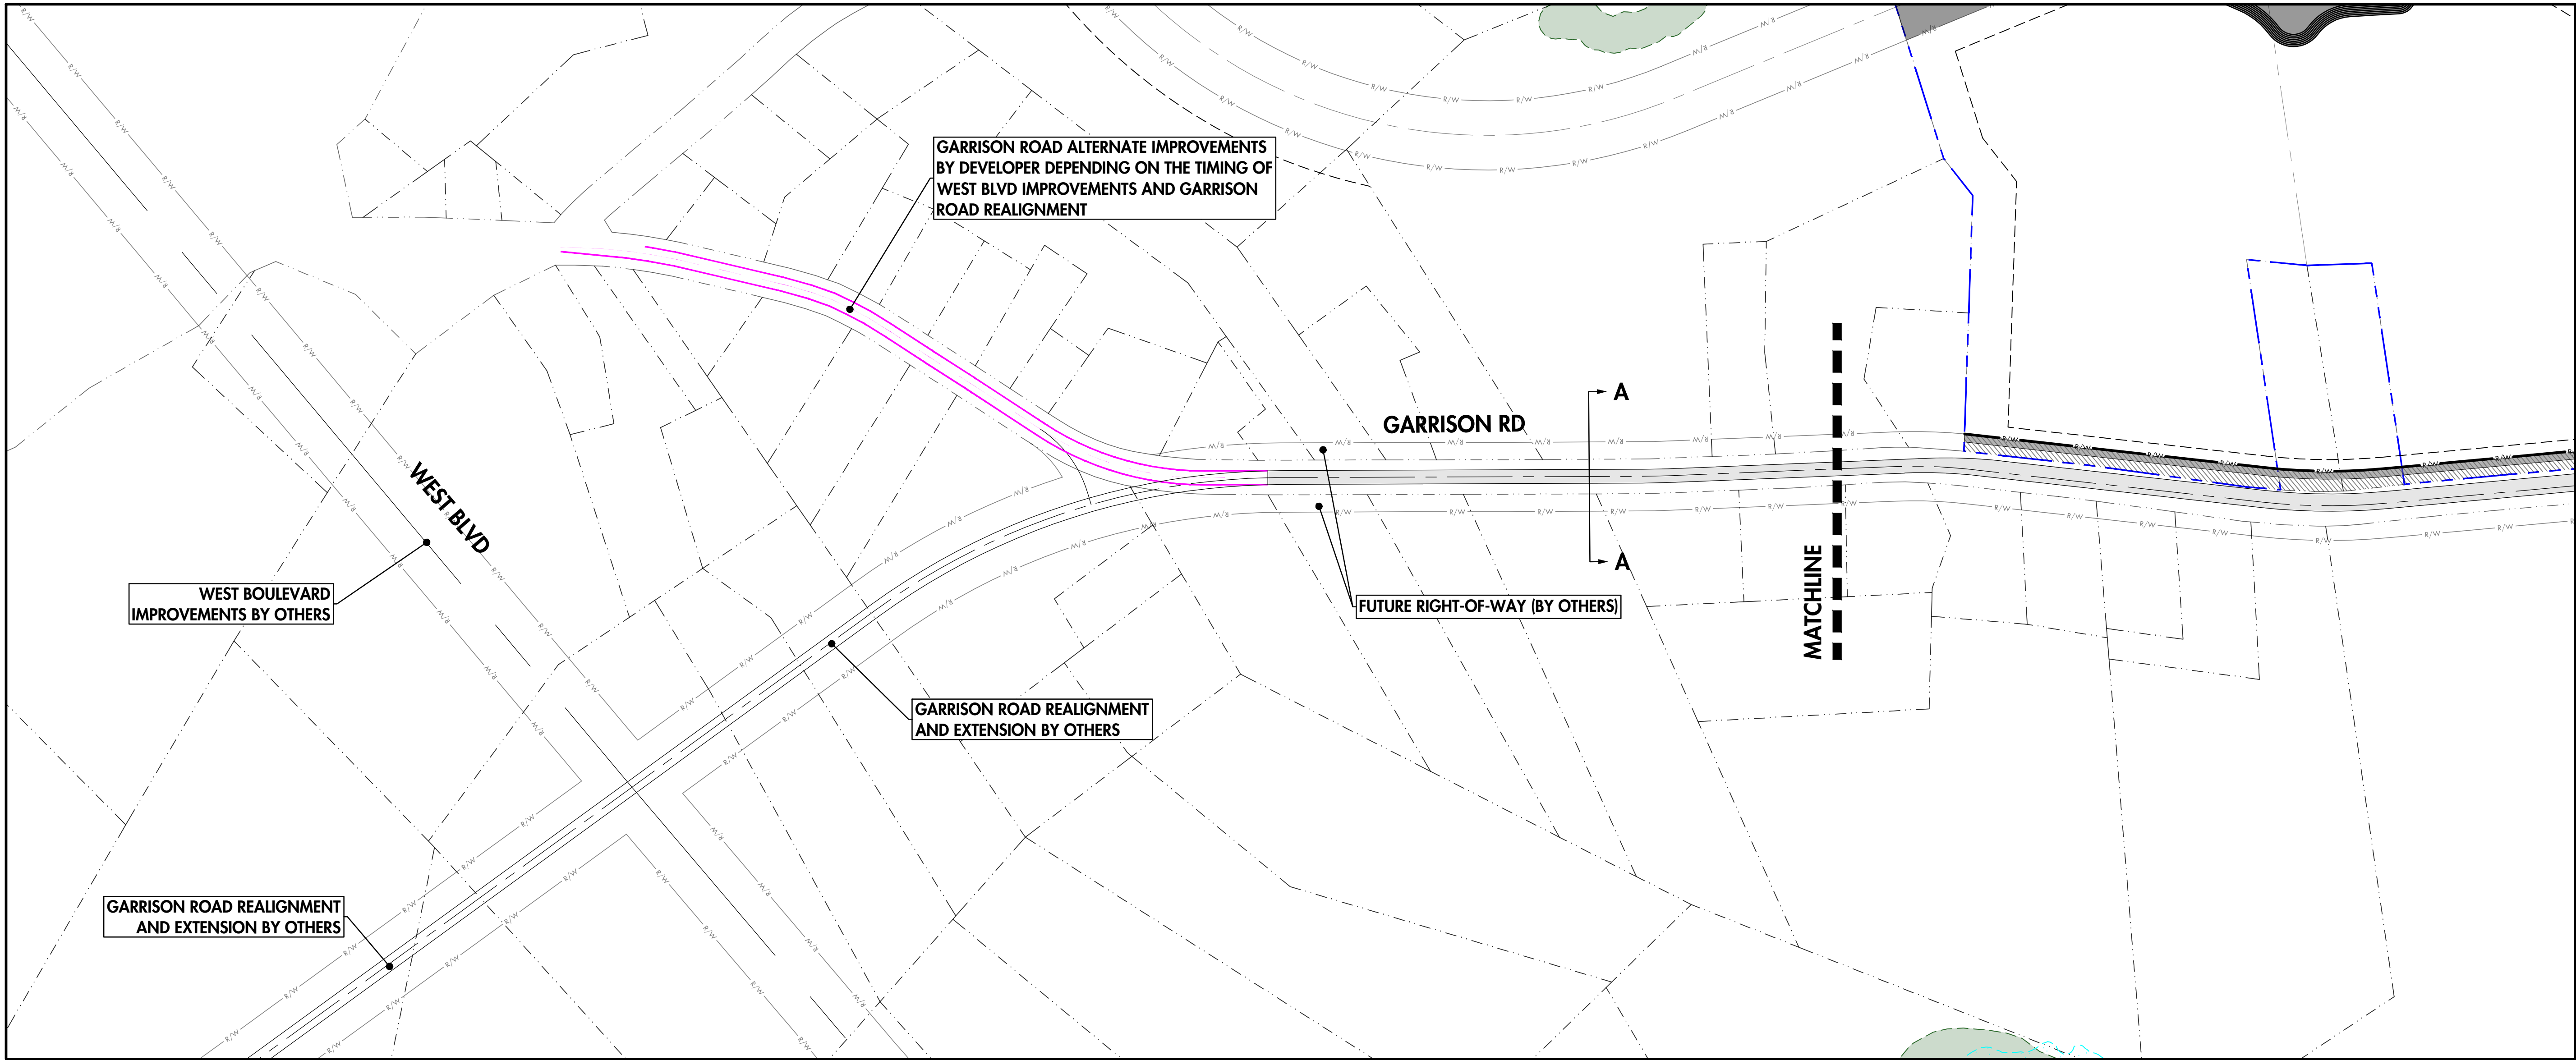 GARRISON ROAD ALTERNATE IMPROVEMENTS
BY DEVELOPER DEPENDING ON THE TIMING OF
WEST BLVD IMPROVEMENTS AND GARRISON
ROAD REALIGNMENT
GARRISON RD
A
A
WEST BLVD
MATCHLINE
WEST BOULEVARD
IMPROVEMENTS BY OTHERS
FUTURE RIGHT-OF-WAY (BY OTHERS)
GARRISON ROAD REALIGNMENT
AND EXTENSION BY OTHERS
GARRISON ROAD REALIGNMENT
AND EXTENSION BY OTHERS
R/W
R/W
R/W
R/W
R/W
R/W
R/W
R/W